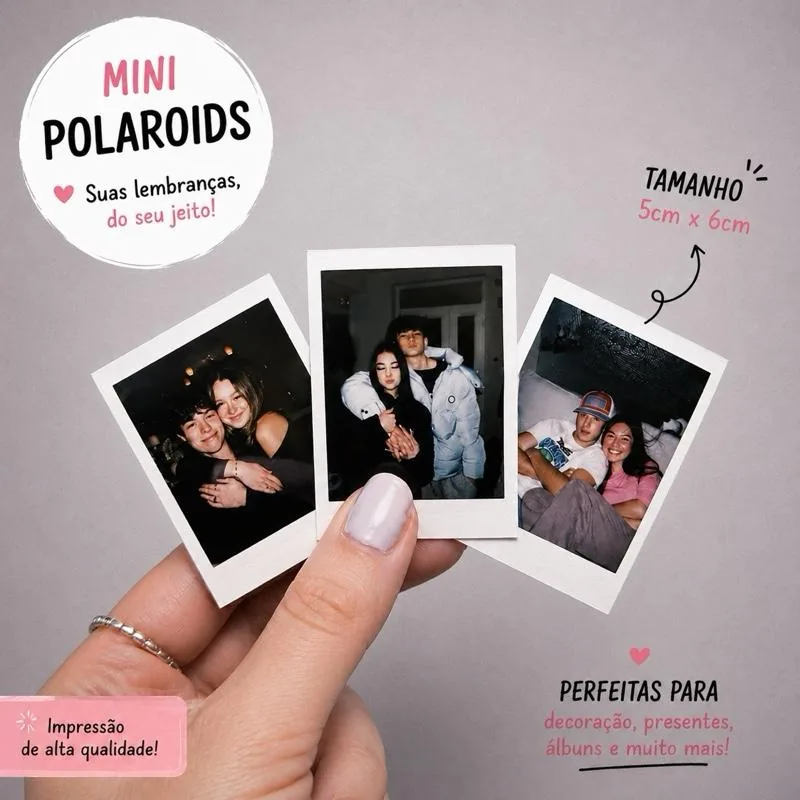 MINI
POLAROIDS
Suas lembranças,
do seu jeito!
TAMANHO
5cm x 6cm
Impressão
de alta qualidade!
PERFEITAS PARA
decoração, presentes,
álbuns e muito mais!